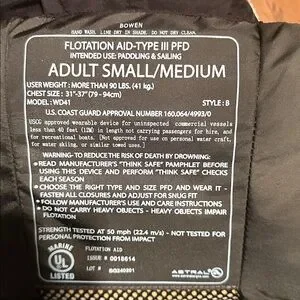 BOWEN
HAND WASH. LINE DRY IN SHADE. DO NOT DRY CLEAN.
FLOTATION AID-TYPE III PFD
INTENDED USE: PADDLING & SAILING
ADULT SMALL/MEDIUM
USER WEIGHT: MORE THAN 90 LBS. (41 kg.)
CHEST SIZE: 31"-37" (79 - 94cm)
MODEL: WD41 STYLE: B
U.S. COAST GUARD APPROVAL NUMBER 160.064/4993/0
USCG approved wearable device for uninspected commercial vessels
less than 40 feet (12M) in length not carrying passengers for hire, and
for recreational boats. [Not for use on personal water craft;
for water skiing, or similar towed uses.]
WARNING- TO REDUCE THE RISK OF DEATH BY DROWNING:
●READ MANUFACTURER'S "THINK SAFE" PAMPHLET BEFORE
USING THIS DEVICE AND PERFORM "THINK SAFE" CHECKS
EACH SEASON
● CHOOSE THE RIGHT TYPE AND SIZE PFD AND WEAR IT -
FASTEN ALL CLOSURES AND ADJUST FOR SNUG FIT
● FOLLOW MANUFACTURER'S USE AND CARE INSTRUCTIONS
● DO NOT CARRY HEAVY OBJECTS - HEAVY OBJECTS IMPAIR
FLOTATION
STRENGTH TESTED AT 50 mph (22.4 m/s) - NOT TESTED FOR
PERSONAL PROTECTION FROM IMPACT
MARINE
UL
LISTED
FLOTATION AID
ISSUE # 0018614
LOT # SG240201
ASTRAL